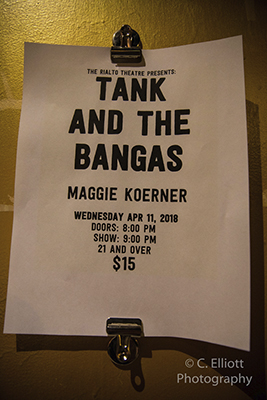 THE RIALTO THEATRE PRESENTS:
TANK
AND THE
BANGAS
MAGGIE KOERNER
WEDNESDAY APR 11, 2018
DOORS: 8:00 PM
SHOW: 9:00 PM
21 AND OVER
$15
© C. Elliott
Photography